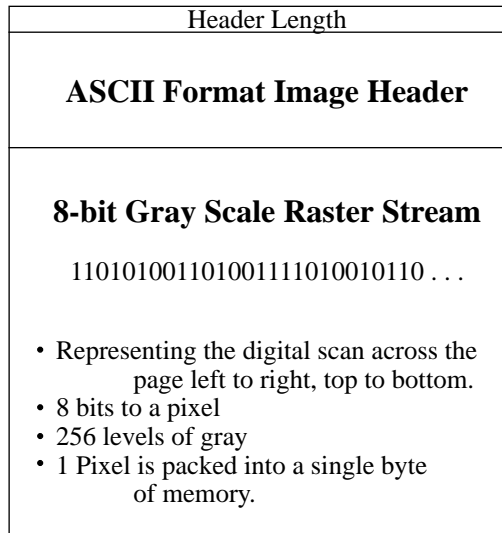 Header Length
ASCII Format Image Header
8-bit Gray Scale Raster Stream
110101001101001111010010110 . . .
• Representing the digital scan across the
page left to right, top to bottom.
• 8 bits to a pixel
• 256 levels of gray
• 1 Pixel is packed into a single byte
of memory.